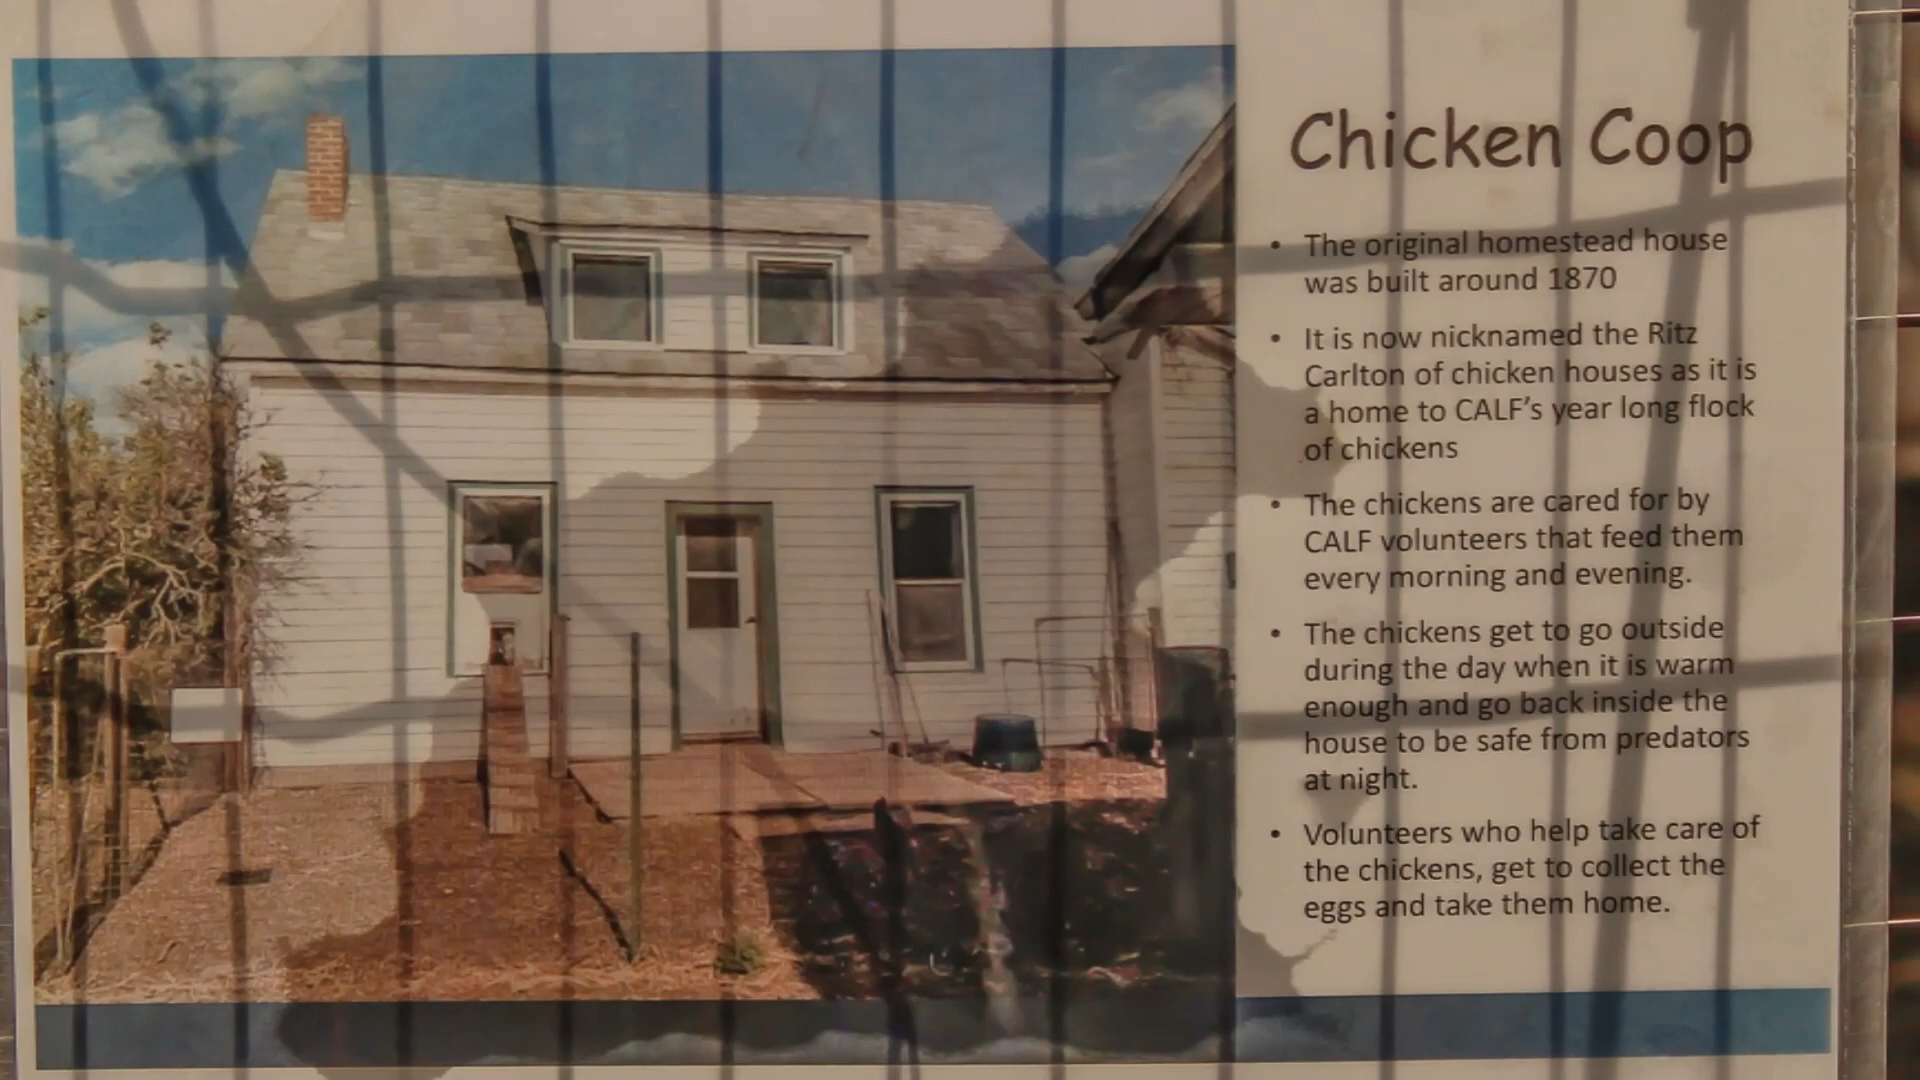 Chicken Coop
• The original homestead house
was built around 1870
• It is now nicknamed the Ritz
Carlton of chicken houses as it is
a home to CALF's year long flock
of chickens
• The chickens are cared for by
CALF volunteers that feed them
every morning and evening.
• The chickens get to go outside
during the day when it is warm
enough and go back inside the
house to be safe from predators
at night.
• Volunteers who help take care of
the chickens, get to collect the
eggs and take them home.